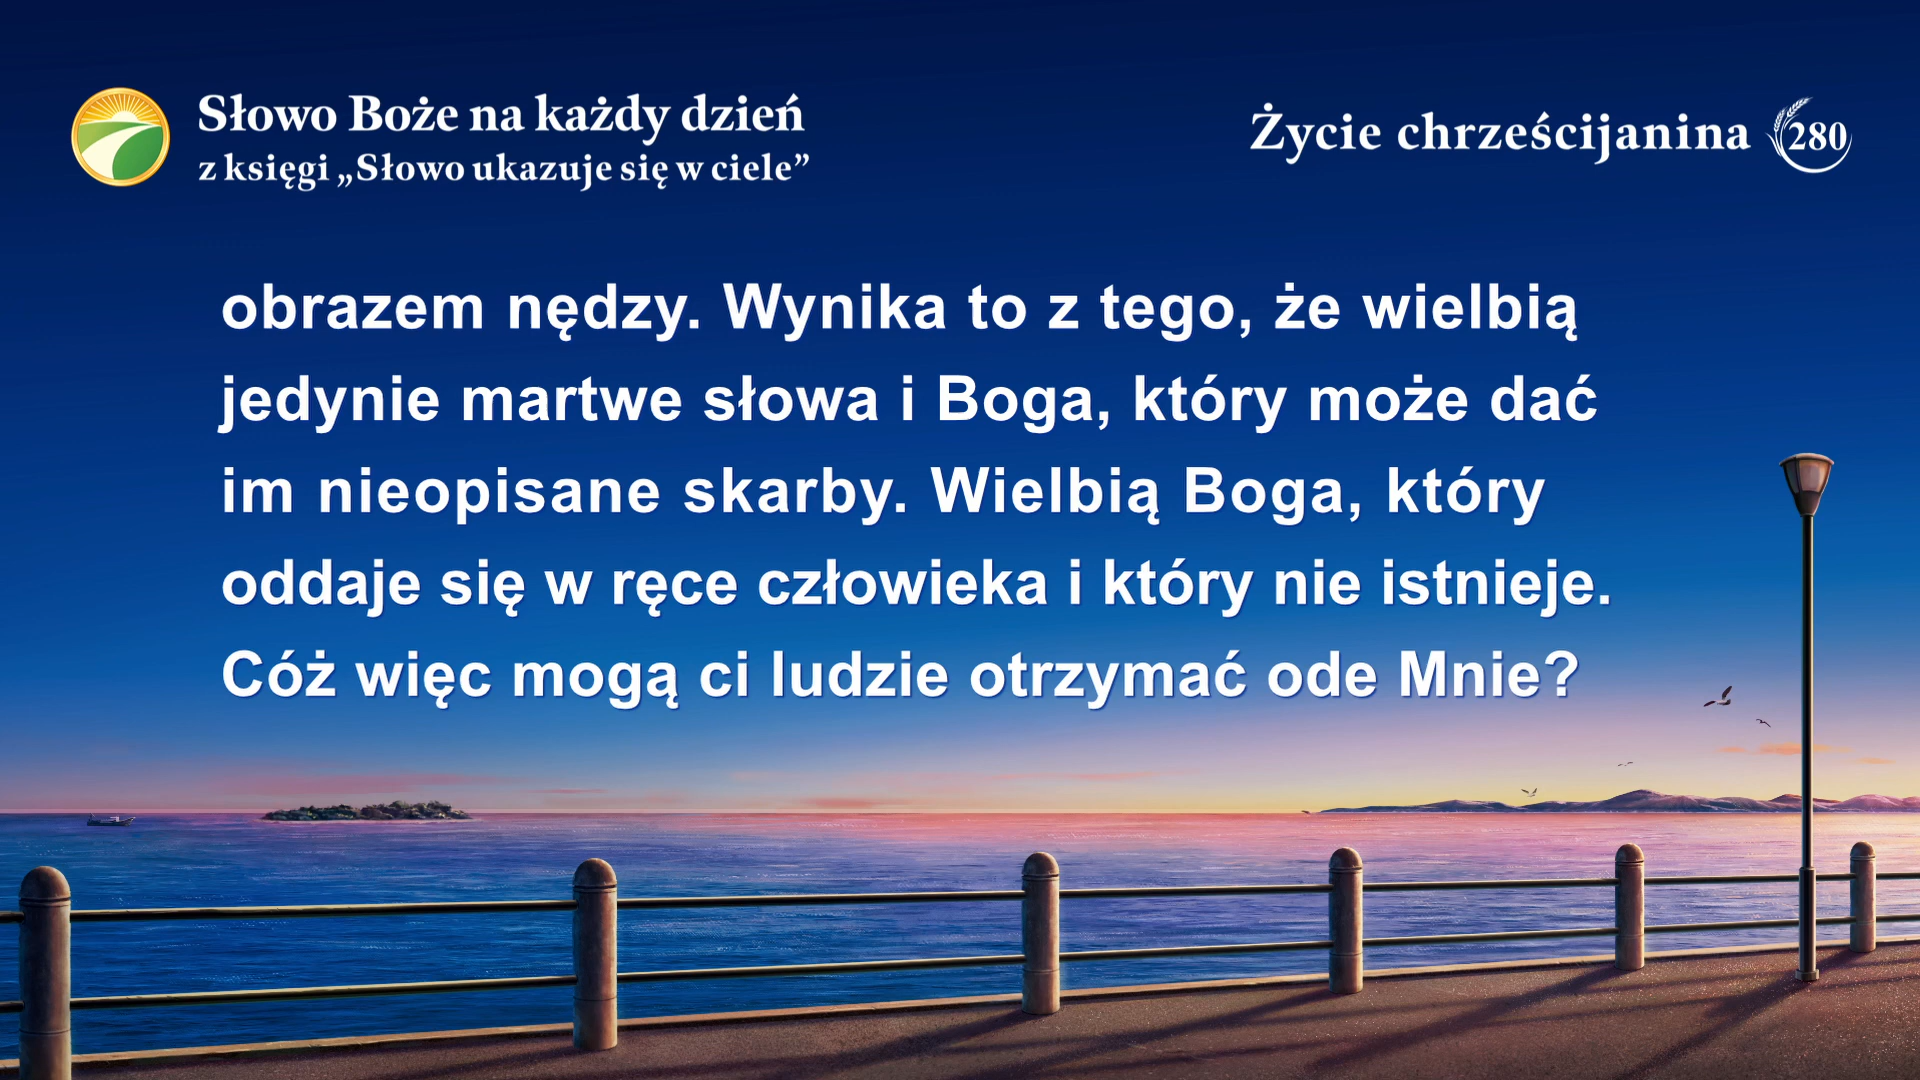 Słowo Boże na każdy dzień
z księgi „Słowo ukazuje się w ciele”
Życie chrześcijanina 280
obrazem nędzy. Wynika to z tego, że wielbią
jedynie martwe słowa i Boga, który może dać
im nieopisane skarby. Wielbią Boga, który
oddaje się w ręce człowieka i który nie istnieje.
Cóż więc mogą ci ludzie otrzymać ode Mnie?